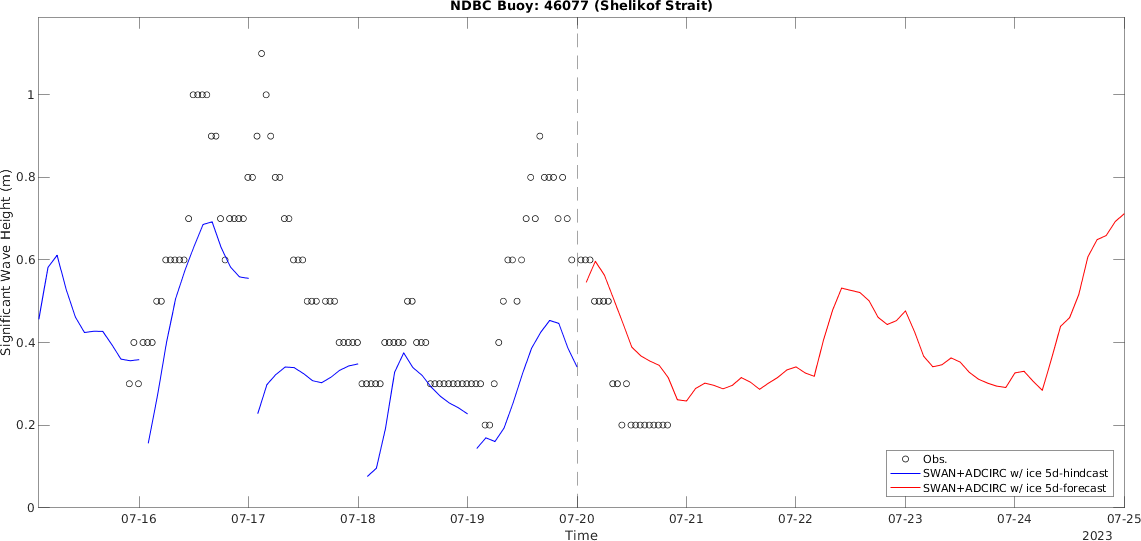 NDBC Buoy: 46077 (Shelikof Strait)
Significant Wave Height (m)
1
0.8
0.6
0.4
0.2
0
07-16 07-17 07-18 07-19 07-20 07-21 07-22 07-23 07-24 07-25
Time
2023
Obs.
SWAN+ADCIRC w/ ice 5d-hindcast
SWAN+ADCIRC w/ ice 5d-forecast